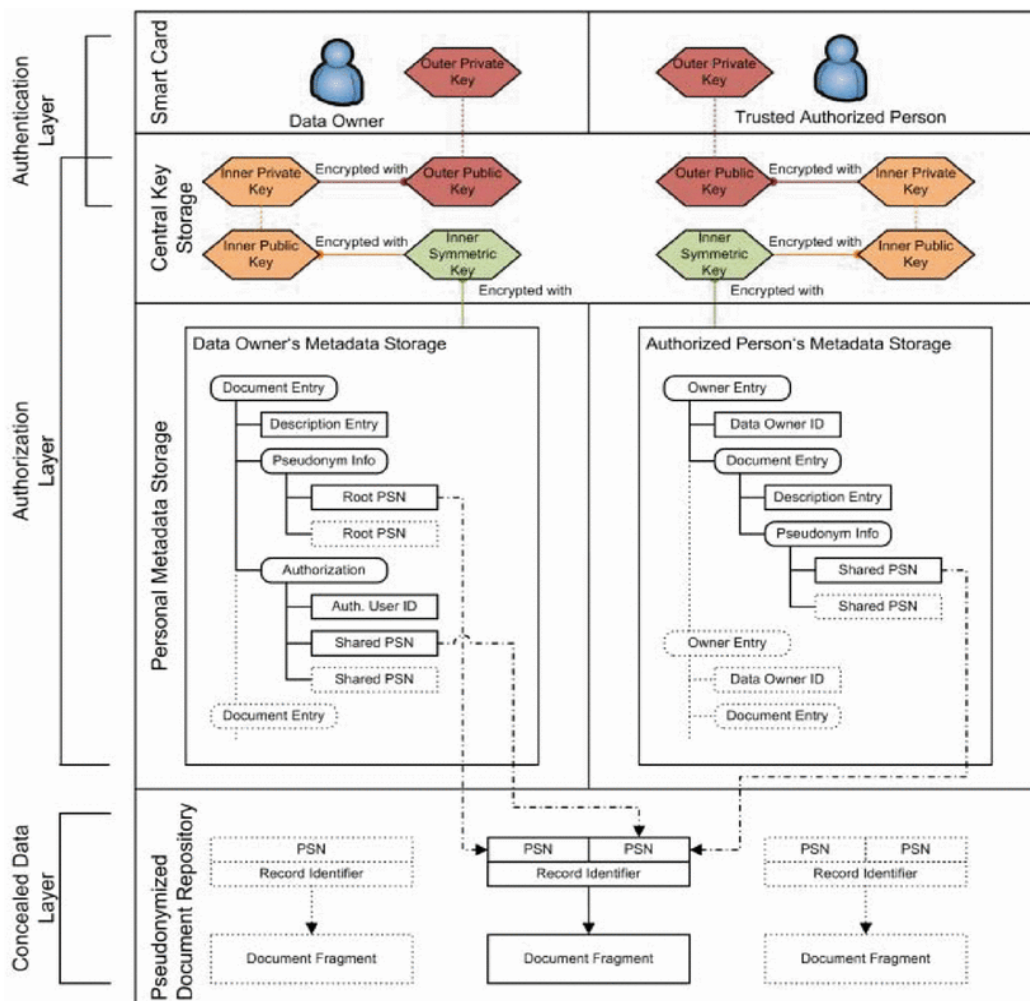 Authentication
Layer
Authorization
Layer
Concealed Data
Layer
Smart Card
Central Key
Storage
Personal Metadata Storage
Pseudonymized
Document Repository
Data Owner
Outer Private
Key
Outer Private
Key
Trusted Authorized Person
Inner Private
Key
Encrypted with
Outer Public
Key
Outer Public
Key
Encrypted with
Inner Private
Key
Inner Public
Key
Encrypted with
Inner
Symmetric
Key
Inner
Symmetric
Key
Encrypted with
Inner Public
Key
Encrypted with
Encrypted with
Data Owner's Metadata Storage
Document Entry
Description Entry
Pseudonym Info
Root PSN
Root PSN
Authorization
Auth. User ID
Shared PSN
Shared PSN
Document Entry
Authorized Person's Metadata Storage
Owner Entry
Data Owner ID
Document Entry
Description Entry
Pseudonym Info
Shared PSN
Shared PSN
Owner Entry
Data Owner ID
Document Entry
PSN
Record Identifier
Document Fragment
PSN PSN
Record Identifier
Document Fragment
PSN PSN
Record Identifier
Document Fragment